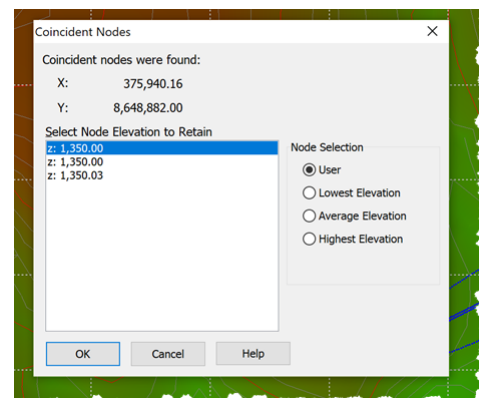 Coincident Nodes
Coincident nodes were found:
X: 375,940.16
Y: 8,648,882.00
Select Node Elevation to Retain
z: 1,350.00
z: 1,350.00
z: 1,350.03
Node Selection
User
Lowest Elevation
Average Elevation
Highest Elevation
OK
Cancel
Help